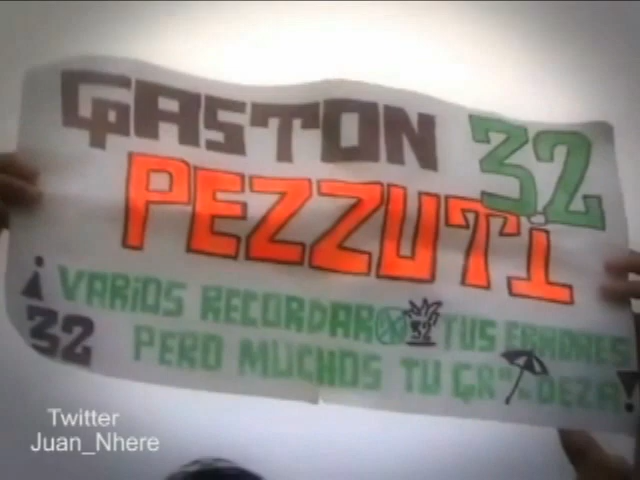 GASTON 32
PEZZUTI
¡VARIOS RECORDARON TUS ERRORES
32 PERO MUCHOS TU GRANDEZA!
Twitter
Juan_Nhere